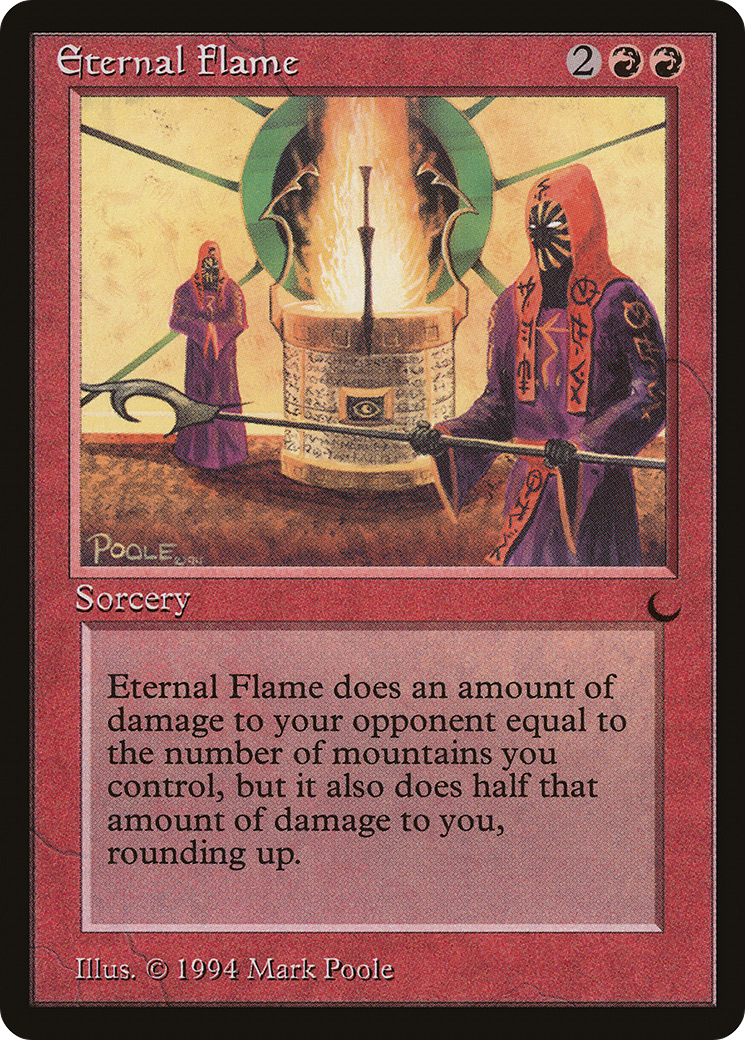 Eternal Flame 2
POOLE
Sorcery
Eternal Flame does an amount of
damage to your opponent equal to
the number of mountains you
control, but it also does half that
amount of damage to you,
rounding up.
Illus. © 1994 Mark Poole